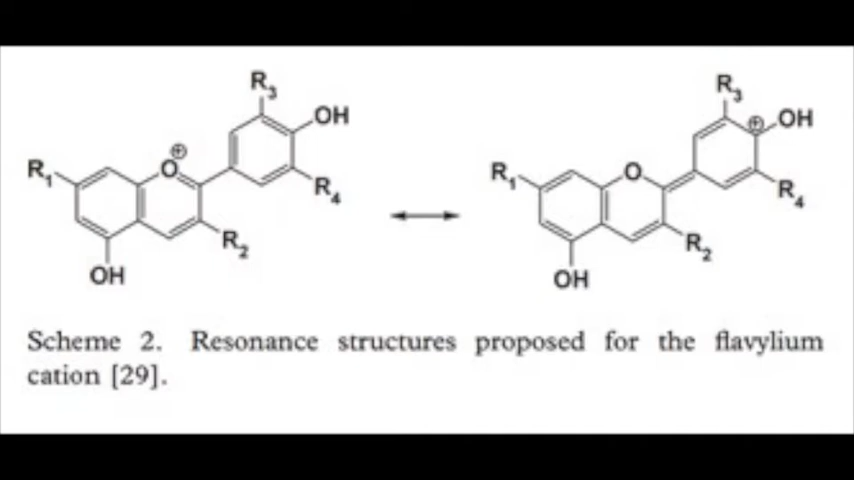 R3
OH
R1
O⊕
R4
R2
OH
R3
⊕
OH
R1
O
R4
R2
OH
Scheme 2. Resonance structures proposed for the flavylium
cation [29].